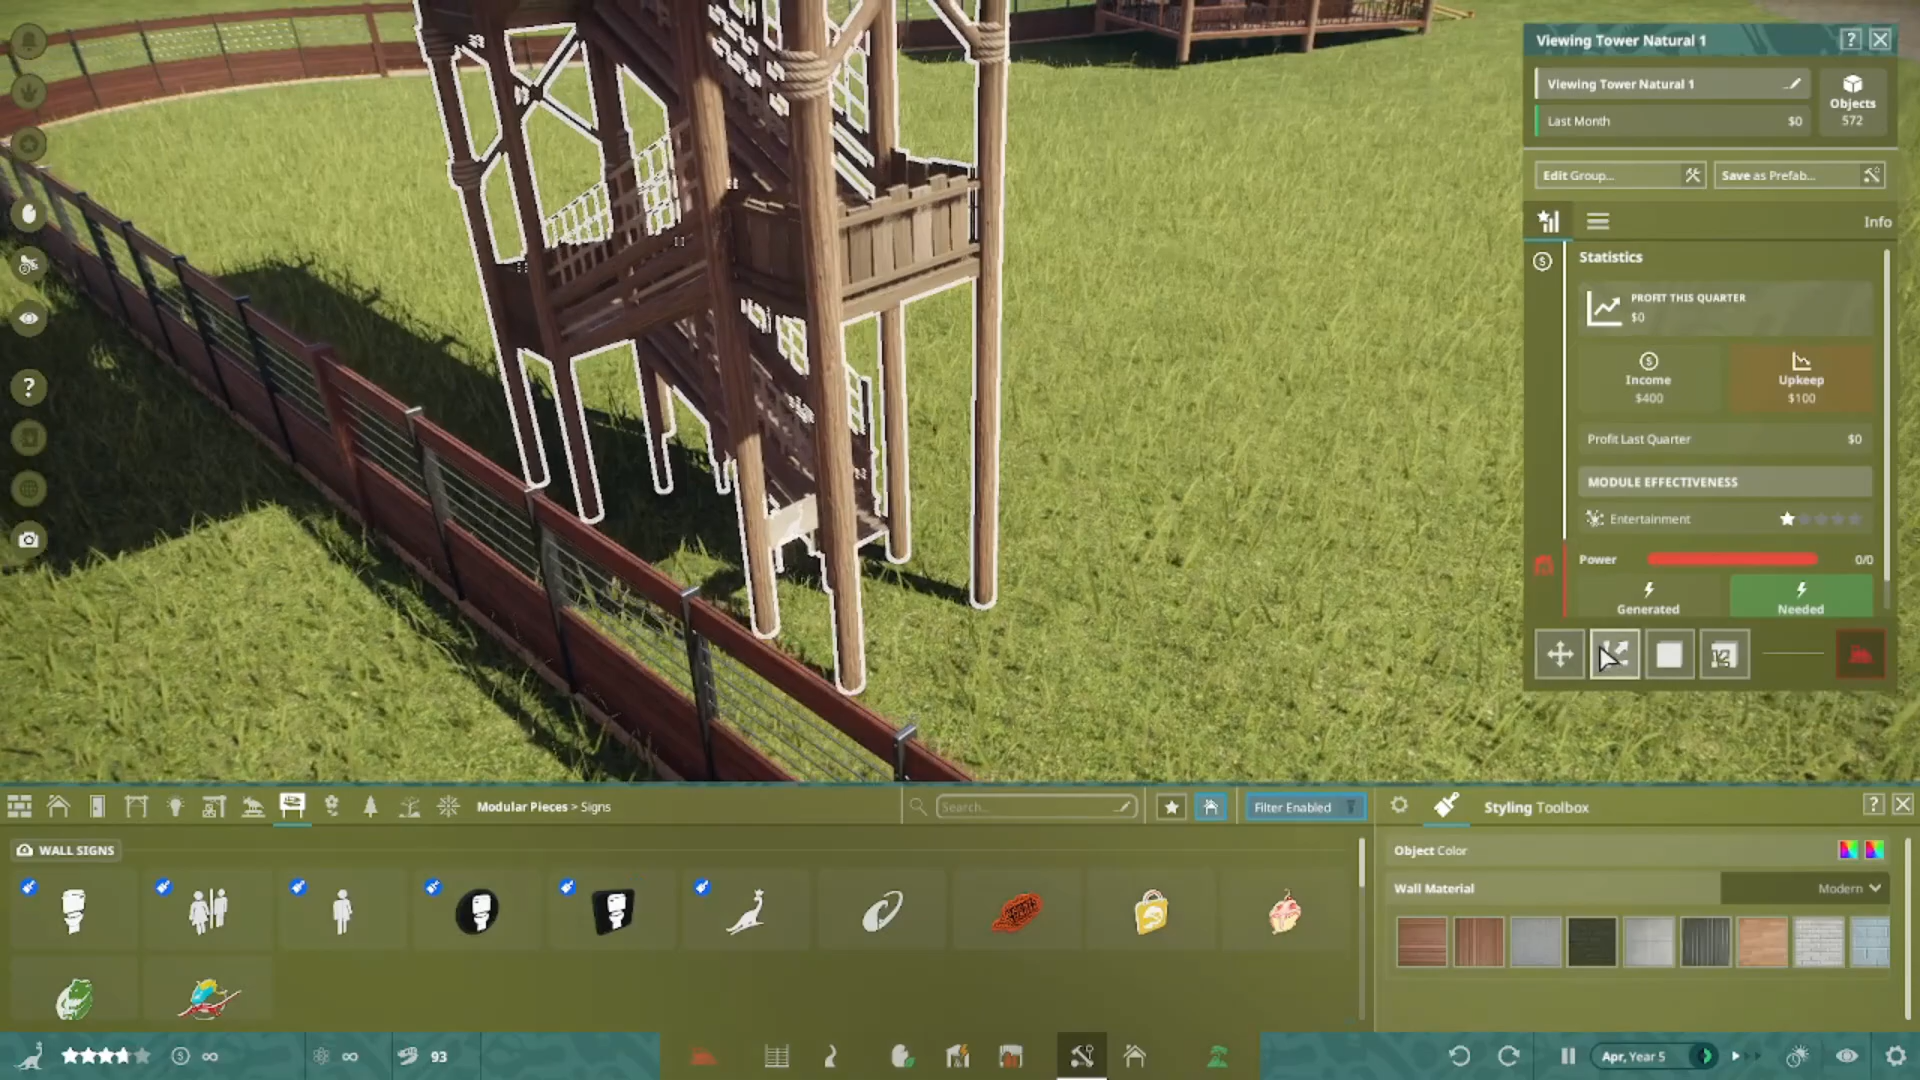 Viewing Tower Natural 1
?
Viewing Tower Natural 1
Last Month $0
Objects
572
Edit Group...
Save as Prefab...
Info
Statistics
PROFIT THIS QUARTER
$0
Income
$400
Upkeep
$100
Profit Last Quarter $0
MODULE EFFECTIVENESS
Entertainment
Power 0/0
Generated
Needed
?
Modular Pieces > Signs
Search...
Filter Enabled
Styling Toolbox
?
WALL SIGNS
Object Color
Wall Material
Modern
∞
∞
93
Apr, Year 5